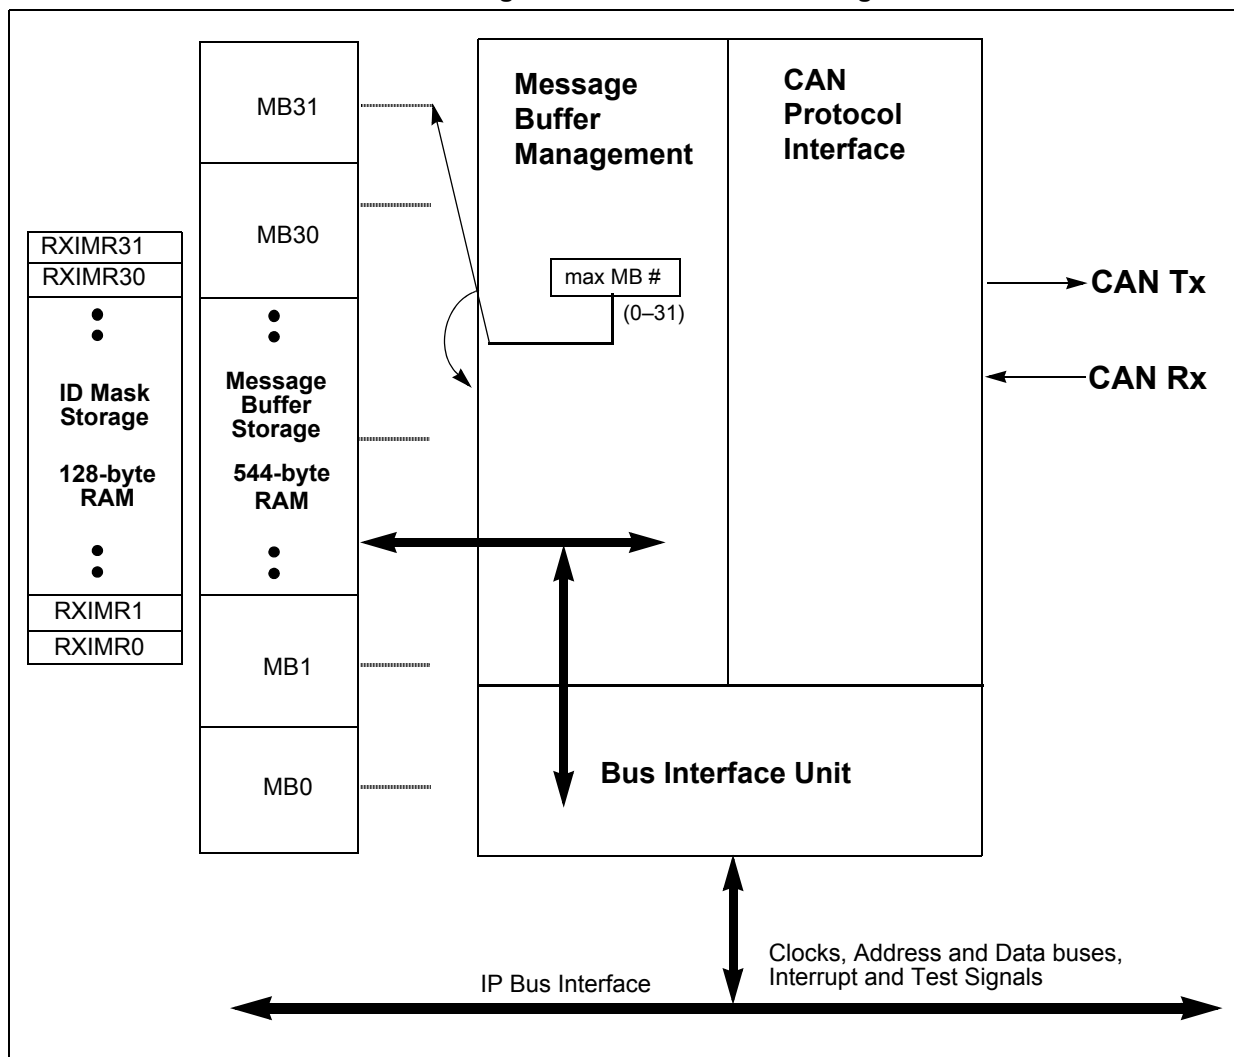 MB31
MB30
Message
Buffer
Storage
544-byte
RAM
MB1
MB0
RXIMR31
RXIMR30
ID Mask
Storage
128-byte
RAM
RXIMR1
RXIMR0
Message
Buffer
Management
max MB #
(0–31)
CAN
Protocol
Interface
CAN Tx
CAN Rx
Bus Interface Unit
Clocks, Address and Data buses,
Interrupt and Test Signals
IP Bus Interface